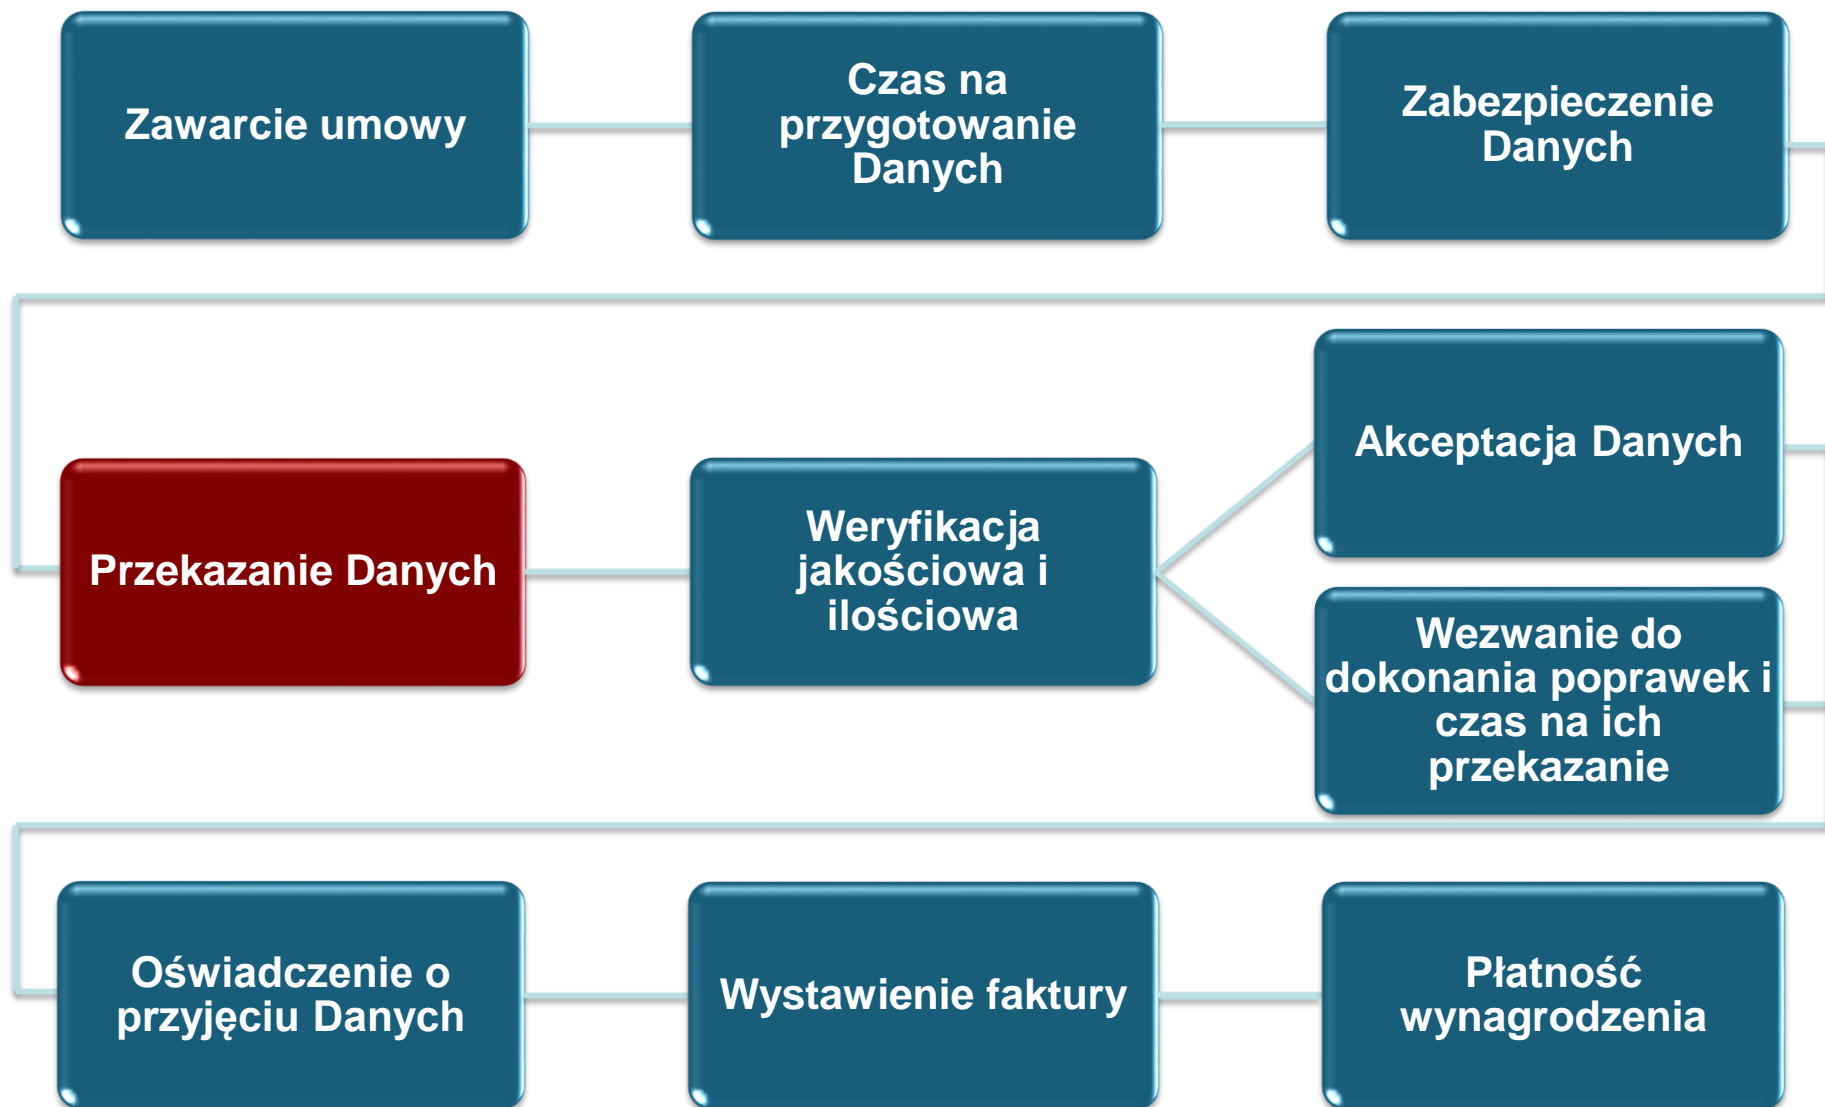 Zawarcie umowy
Czas na
przygotowanie
Danych
Zabezpieczenie
Danych
Przekazanie Danych
Weryfikacja
jakościowa i
ilościowa
Akceptacja Danych
Wezwanie do
dokonania poprawek i
czas na ich
przekazanie
Oświadczenie o
przyjęciu Danych
Wystawienie faktury
Płatność
wynagrodzenia